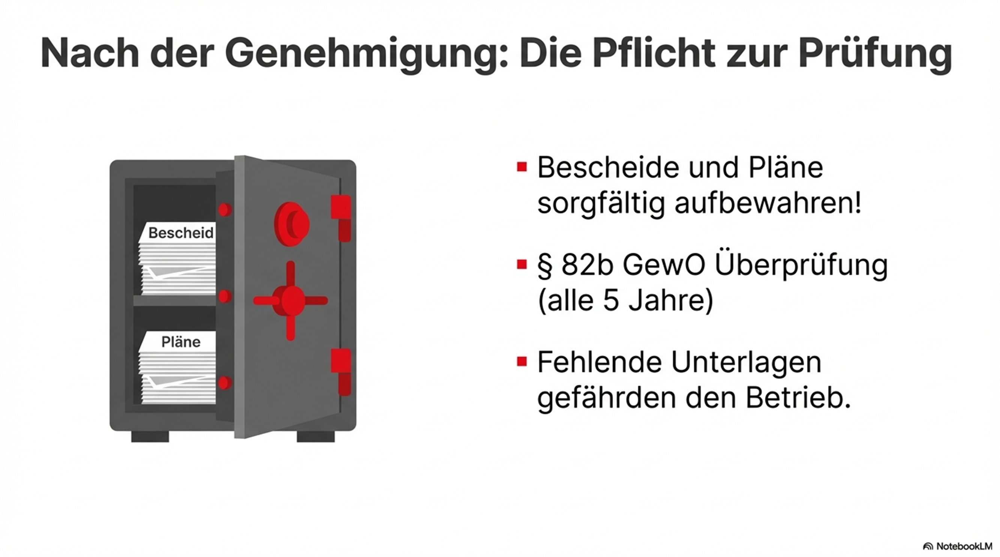 Nach der Genehmigung: Die Pflicht zur Prüfung
Bescheid
Pläne
Bescheide und Pläne
sorgfältig aufbewahren!
§ 82b GewO Überprüfung
(alle 5 Jahre)
Fehlende Unterlagen
gefährden den Betrieb.
NotebookLM